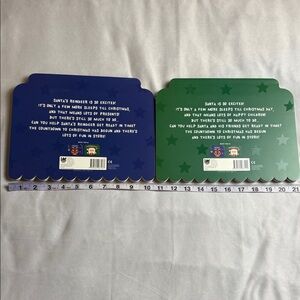 SANTA'S REINDEER IS SO EXCITED!
IT'S ONLY A FEW MORE SLEEPS TILL CHRISTMAS,
AND THAT MEANS LOTS OF PRESENTS!
BUT THERE'S STILL SO MUCH TO DO.
CAN YOU HELP SANTA'S REINDEER GET READY IN TIME?
THE COUNTDOWN TO CHRISTMAS HAS BEGUN AND THERE'S
LOTS OF FUN IN STORE!
SANTA IS SO EXCITED!
IT'S ONLY A FEW MORE SLEEPS TILL CHRISTMAS DAY,
AND THAT MEANS LOTS OF HAPPY CHILDREN!
BUT THERE'S STILL SO MUCH TO DO.
CAN YOU HELP SANTA AND HIS FRIENDS GET READY IN TIME?
THE COUNTDOWN TO CHRISTMAS HAS BEGUN AND THERE'S
LOTS OF FUN IN STORE!
1 2 3 4 5 6 7 8 9 10 11 12 13 14 15 16 17 18 19 20 21